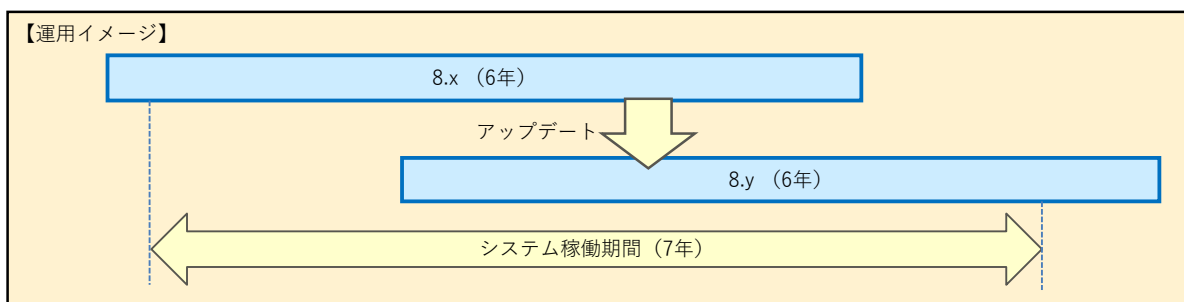 【運用イメージ】
8.x （6年）
アップデート
8.y （6年）
システム稼働期間（7年）